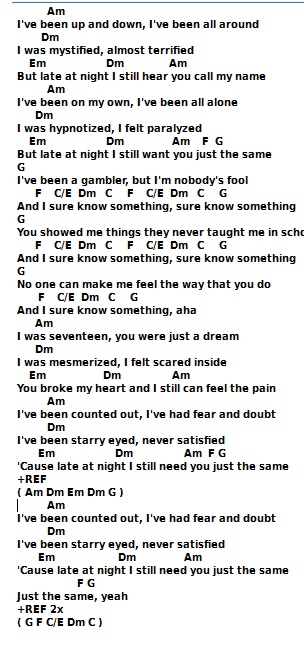 Am
I've been up and down, I've been all around
Dm
I was mystified, almost terrified
Em Dm Am
But late at night I still hear you call my name
Am
I've been on my own, I've been all alone
Dm
I was hypnotized, I felt paralyzed
Em Dm Am F G
But late at night I still want you just the same
G
I've been a gambler, but I'm nobody's fool
F C/E Dm C F C/E Dm C G
And I sure know something, sure know something
G
You showed me things they never taught me in scho
F C/E Dm C F C/E Dm C G
And I sure know something, sure know something
G
No one can make me feel the way that you do
F C/E Dm C G
And I sure know something, aha
Am
I was seventeen, you were just a dream
Dm
I was mesmerized, I felt scared inside
Em Dm Am
You broke my heart and I still can feel the pain
Am
I've been counted out, I've had fear and doubt
Dm
I've been starry eyed, never satisfied
Em Dm Am F G
'Cause late at night I still need you just the same
+REF
( Am Dm Em Dm G )
Am
I've been counted out, I've had fear and doubt
Dm
I've been starry eyed, never satisfied
Em Dm Am
'Cause late at night I still need you just the same
F G
Just the same, yeah
+REF 2x
( G F C/E Dm C )